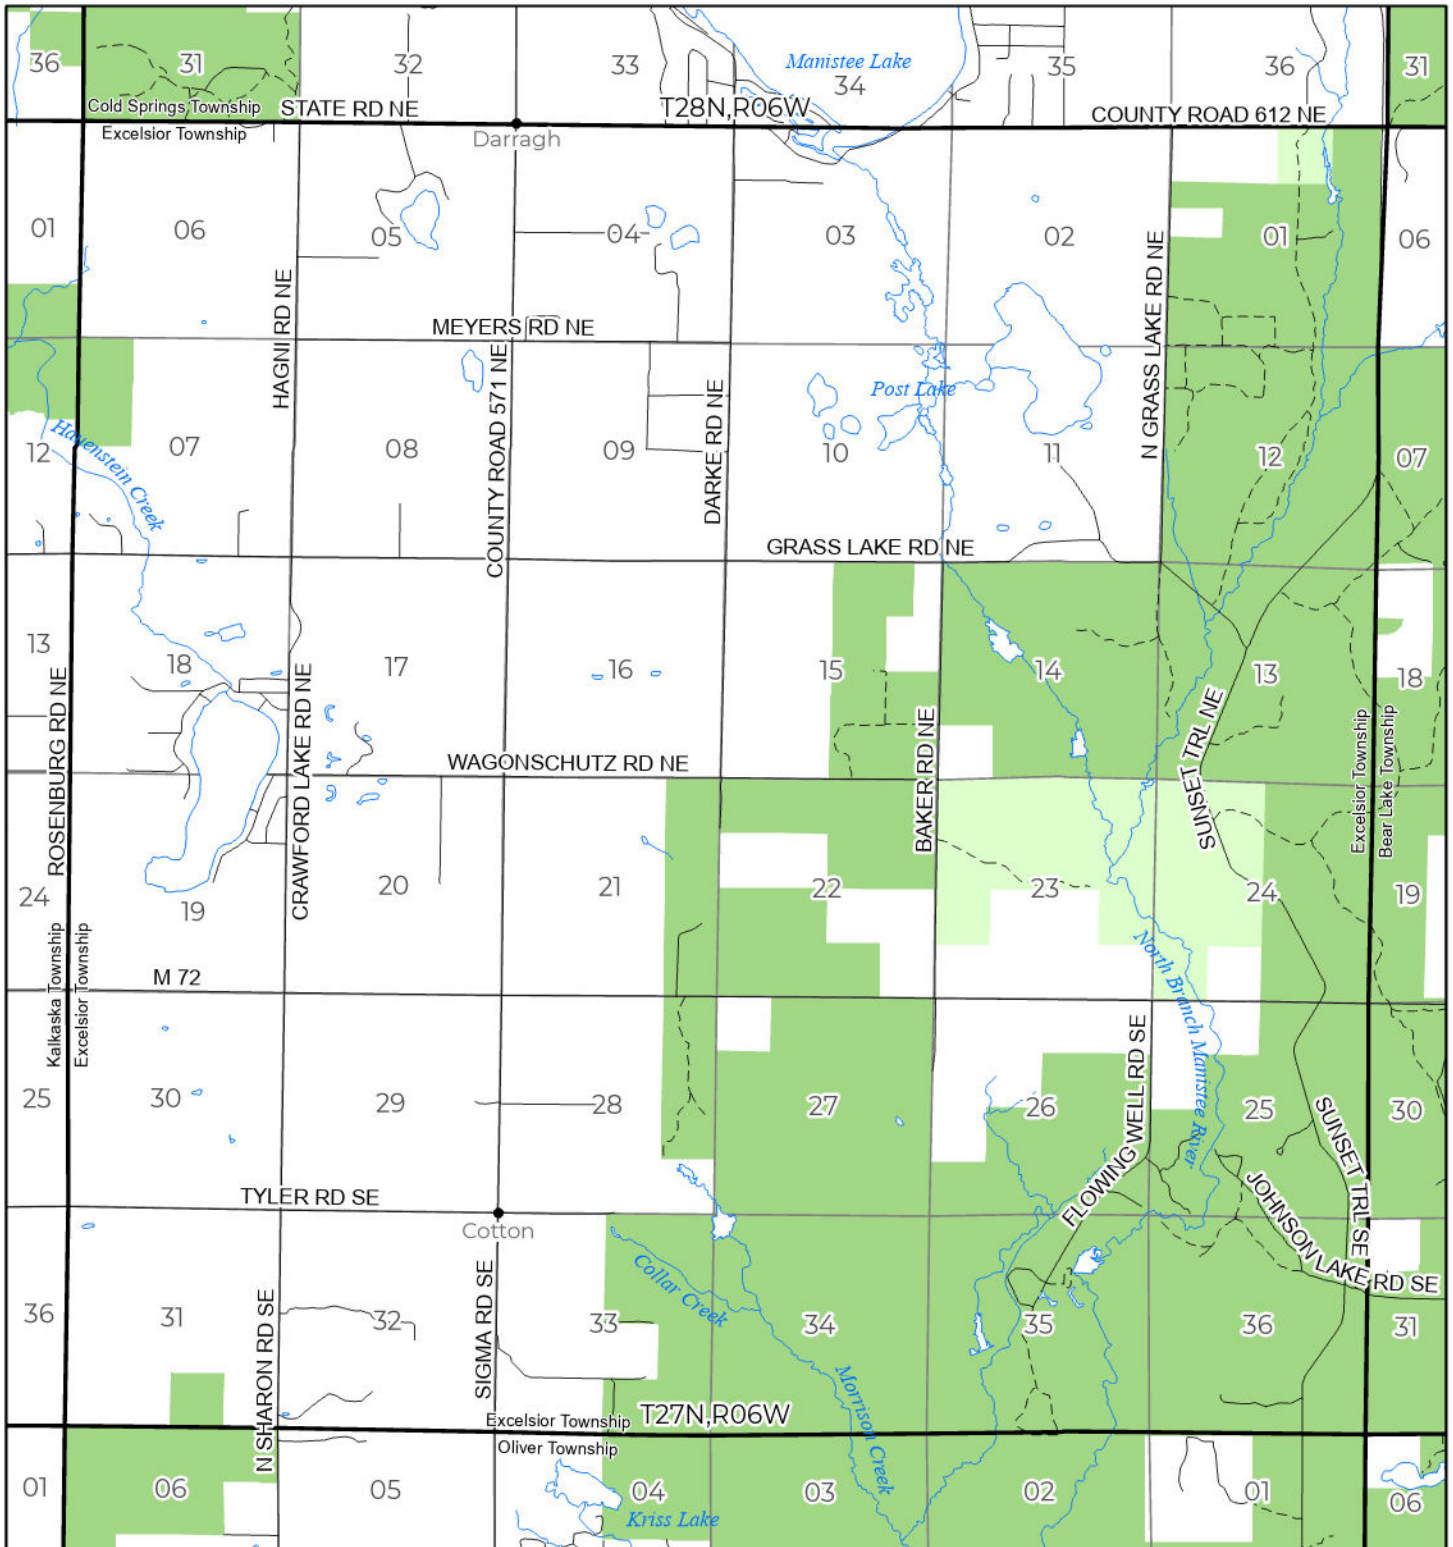 Manistee Lake
36
31
32
33
34
35
36
31
Cold Springs Township
STATE RD NE
T28N,R06W
COUNTY ROAD 612 NE
Excelsior Township
Darragh
01
06
05
04
03
02
01
06
HAGNI RD NE
N GRASS LAKE RD NE
MEYERS RD NE
COUNTY ROAD 571 NE
DARKE RD NE
Post Lake
Hauenstein Creek
12
07
08
09
10
11
12
07
GRASS LAKE RD NE
13
18
17
16
15
14
13
18
ROSENBURG RD NE
CRAWFORD LAKE RD NE
BAKER RD NE
SUNSET TRL NE
Excelsior Township
Bear Lake Township
WAGONSCHUTZ RD NE
24
19
20
21
22
23
24
19
Kalkaska Township
Excelsior Township
M 72
North Branch Manistee River
25
30
29
28
27
26
25
30
FLOWING WELL RD SE
SUNSET TRL SE
JOHNSON LAKE RD SE
TYLER RD SE
Cotton
Collar Creek
SIGMA RD SE
N SHARON RD SE
36
31
32
33
34
35
36
31
Morrison Creek
Excelsior Township
T27N,R06W
Oliver Township
01
06
05
04
03
02
01
06
Kriss Lake